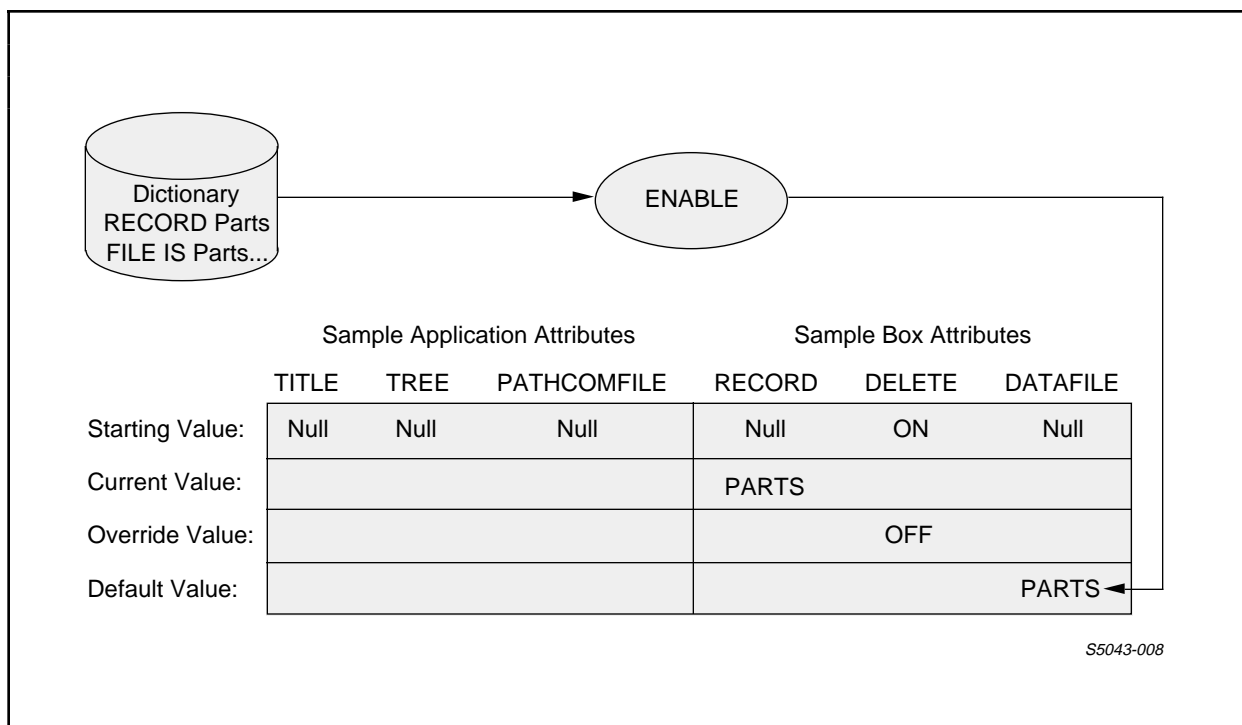 Dictionary
RECORD Parts
FILE IS Parts...
ENABLE
Sample Application Attributes Sample Box Attributes
TITLE TREE PATHCOMFILE RECORD DELETE DATAFILE
Starting Value: Null Null Null Null ON Null
Current Value: PARTS
Override Value: OFF
Default Value: PARTS
S5043-008